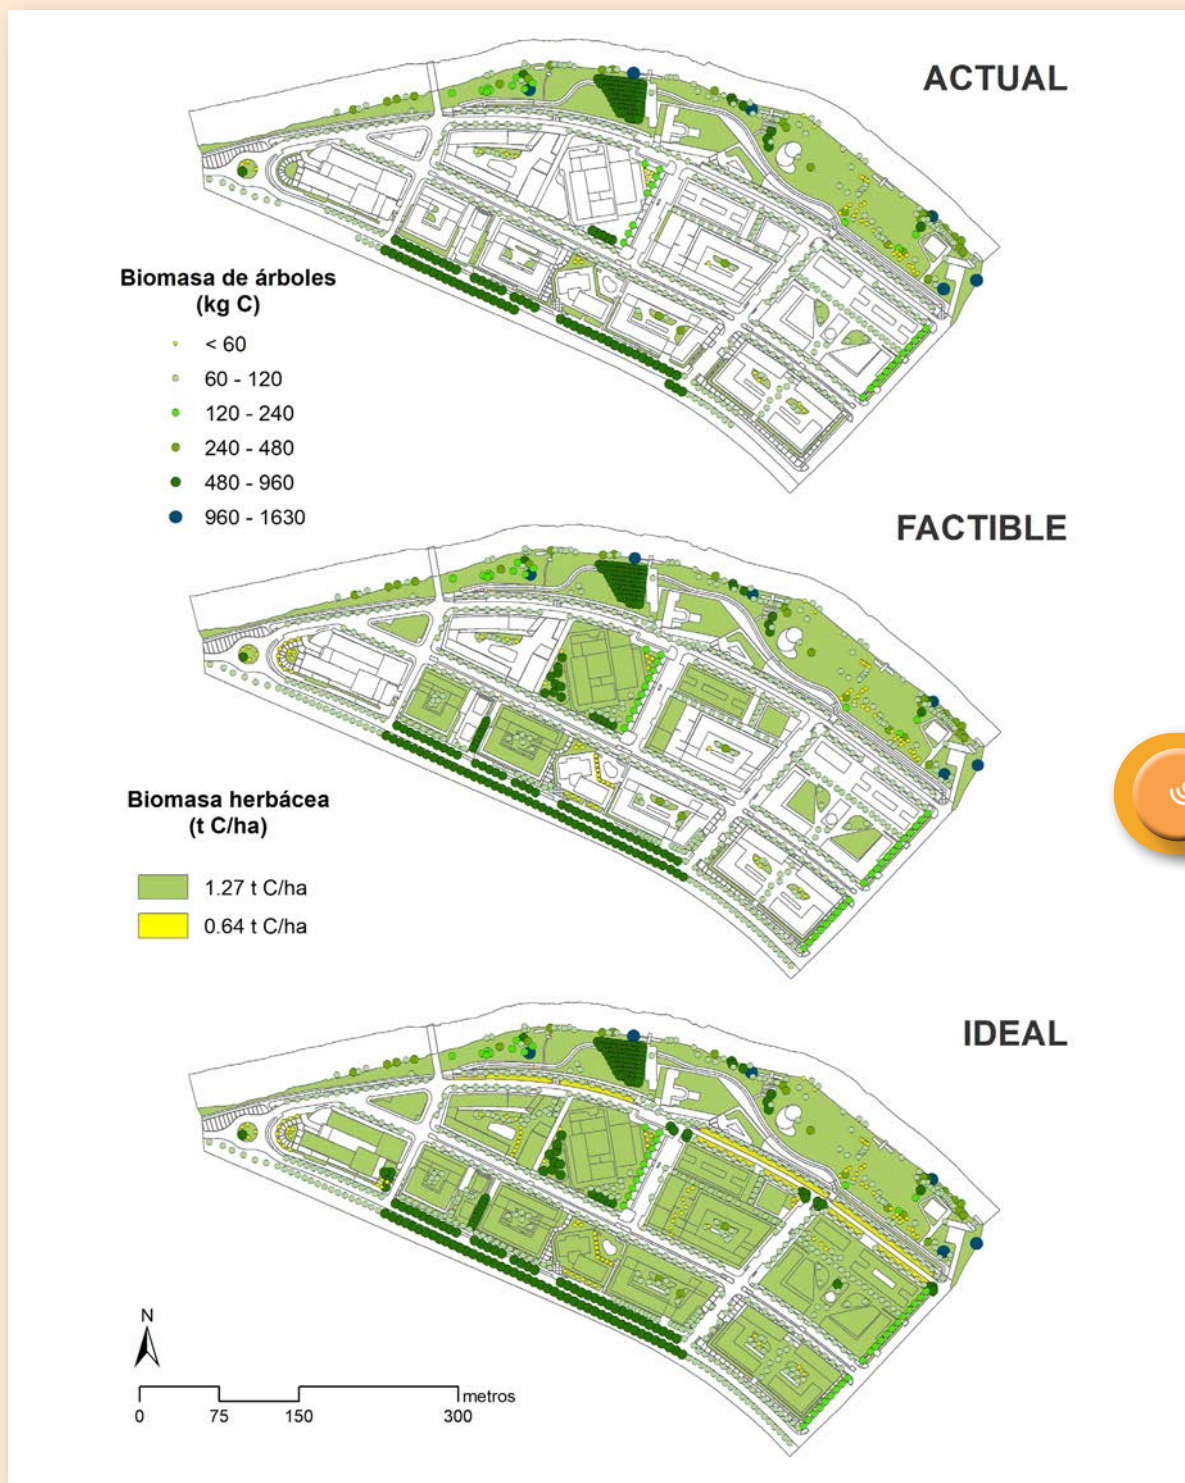 ACTUAL
Biomasa de árboles
(kg C)
< 60
60 - 120
120 - 240
240 - 480
480 - 960
960 - 1630
FACTIBLE
Biomasa herbácea
(t C/ha)
1.27 t C/ha
0.64 t C/ha
IDEAL
N
metros
0 75 150 300